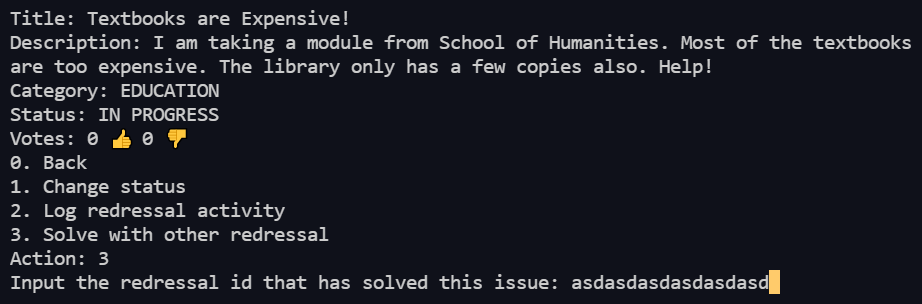 Title: Textbooks are Expensive!
Description: I am taking a module from School of Humanities. Most of the textbooks
are too expensive. The library only has a few copies also. Help!
Category: EDUCATION
Status: IN PROGRESS
Votes: 0 👍 0 👎
0. Back
1. Change status
2. Log redressal activity
3. Solve with other redressal
Action: 3
Input the redressal id that has solved this issue: asdasdasdasdasdasd